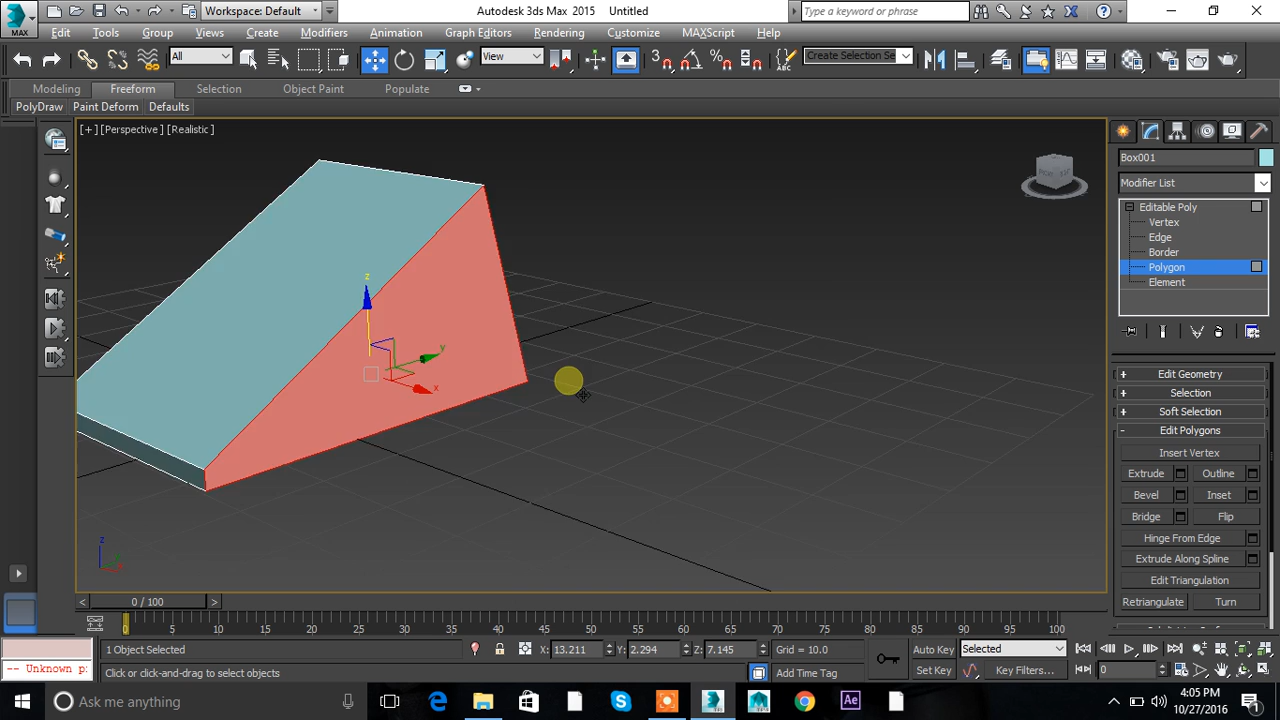 MAX
Workspace: Default
Autodesk 3ds Max 2015 Untitled
Type a keyword or phrase
Edit Tools Group Views Create Modifiers Animation Graph Editors Rendering Customize MAXScript Help
All View Create Selection Se
Modeling Freeform Selection Object Paint Populate
PolyDraw Paint Deform Defaults
[+] [Perspective] [Realistic]
z
y
x
z
Box001
Modifier List
Editable Poly
Vertex
Edge
Border
Polygon
Element
+ Edit Geometry
+ Selection
+ Soft Selection
- Edit Polygons
Insert Vertex
Extrude Outline
Bevel Inset
Bridge Flip
Hinge From Edge
Extrude Along Spline
Edit Triangulation
Retriangulate Turn
< 0 / 100 >
0 5 10 15 20 25 30 35 40 45 50 55 60 65 70 75 80 85 90 95 100
1 Object Selected X: 13.211 Y: 2.294 Z: 7.145 Grid = 10.0 Auto Key Selected
-- Unknown p: Click or click-and-drag to select objects Add Time Tag Set Key Key Filters... 0
Ask me anything
Ae
4:05 PM
10/27/2016